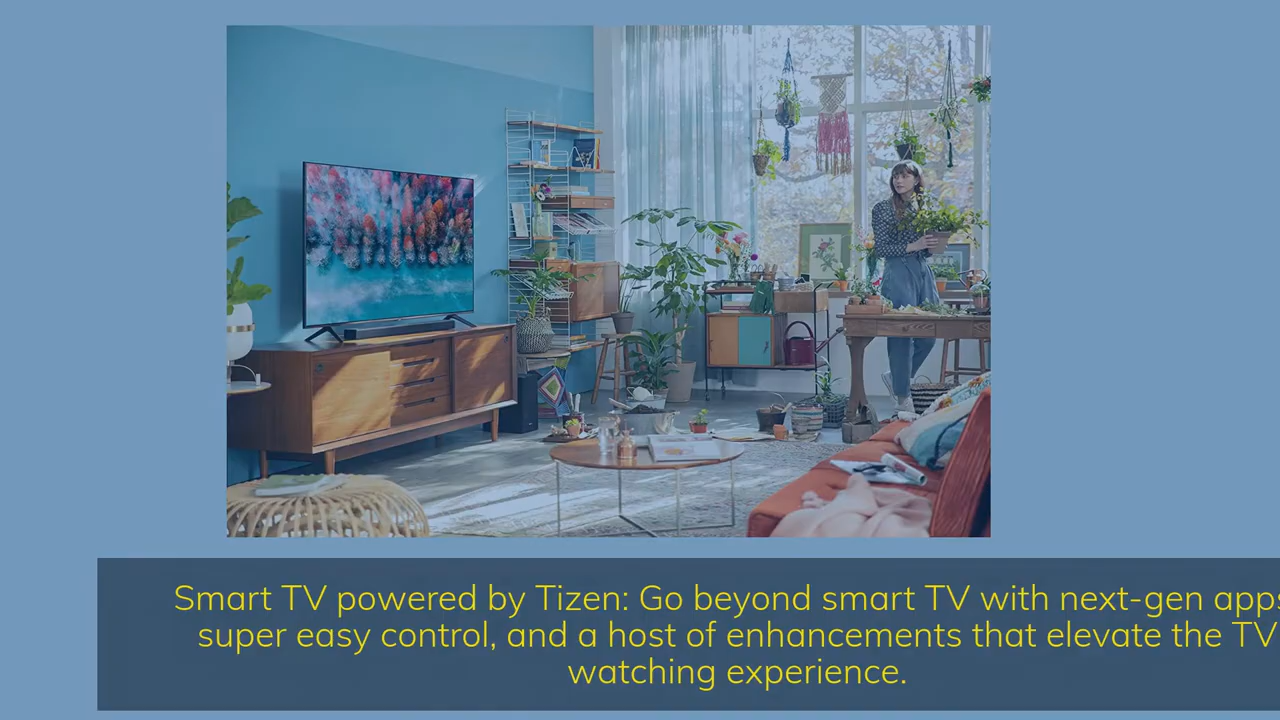 Smart TV powered by Tizen: Go beyond smart TV with next-gen apps
super easy control, and a host of enhancements that elevate the TV
watching experience.